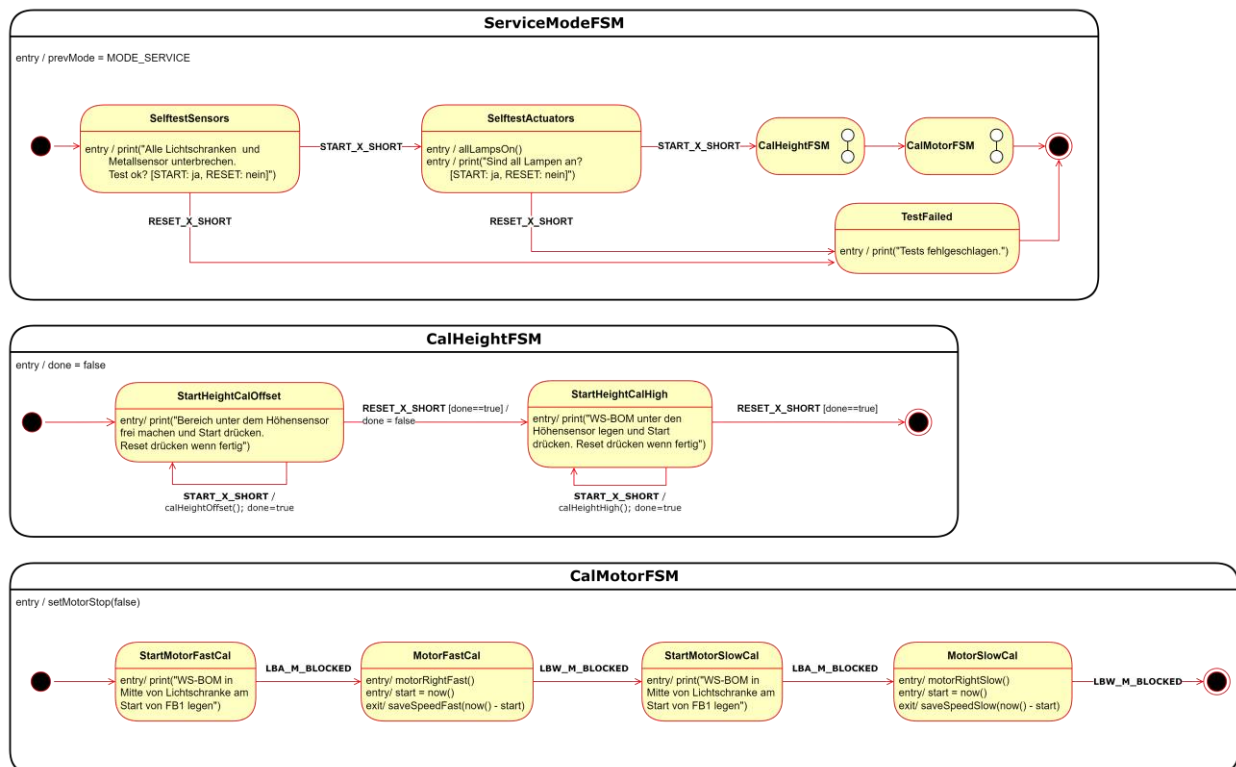 ServiceModeFSM
entry / prevMode = MODE_SERVICE
SelftestSensors
entry / print("Alle Lichtschranken und
Metallsensor unterbrechen.
Test ok? [START: ja, RESET: nein]")
START_X_SHORT
SelftestActuators
entry / allLampsOn()
entry / print("Sind all Lampen an?
[START: ja, RESET: nein]")
START_X_SHORT
CalHeightFSM
CalMotorFSM
RESET_X_SHORT
RESET_X_SHORT
TestFailed
entry / print("Tests fehlgeschlagen.")
CalHeightFSM
entry / done = false
StartHeightCalOffset
entry/ print("Bereich unter dem Höhensensor
frei machen und Start drücken.
Reset drücken wenn fertig")
RESET_X_SHORT [done==true] /
done = false
StartHeightCalHigh
entry/ print("WS-BOM unter den
Höhensensor legen und Start
drücken. Reset drücken wenn fertig")
RESET_X_SHORT [done==true]
START_X_SHORT /
calHeightOffset(); done=true
START_X_SHORT /
calHeightHigh(); done=true
CalMotorFSM
entry / setMotorStop(false)
StartMotorFastCal
entry/ print("WS-BOM in
Mitte von Lichtschranke am
Start von FB1 legen")
LBA_M_BLOCKED
MotorFastCal
entry/ motorRightFast()
entry/ start = now()
exit/ saveSpeedFast(now() - start)
LBW_M_BLOCKED
StartMotorSlowCal
entry/ print("WS-BOM in
Mitte von Lichtschranke am
Start von FB1 legen")
LBA_M_BLOCKED
MotorSlowCal
entry/ motorRightSlow()
entry/ start = now()
exit/ saveSpeedSlow(now() - start)
LBW_M_BLOCKED